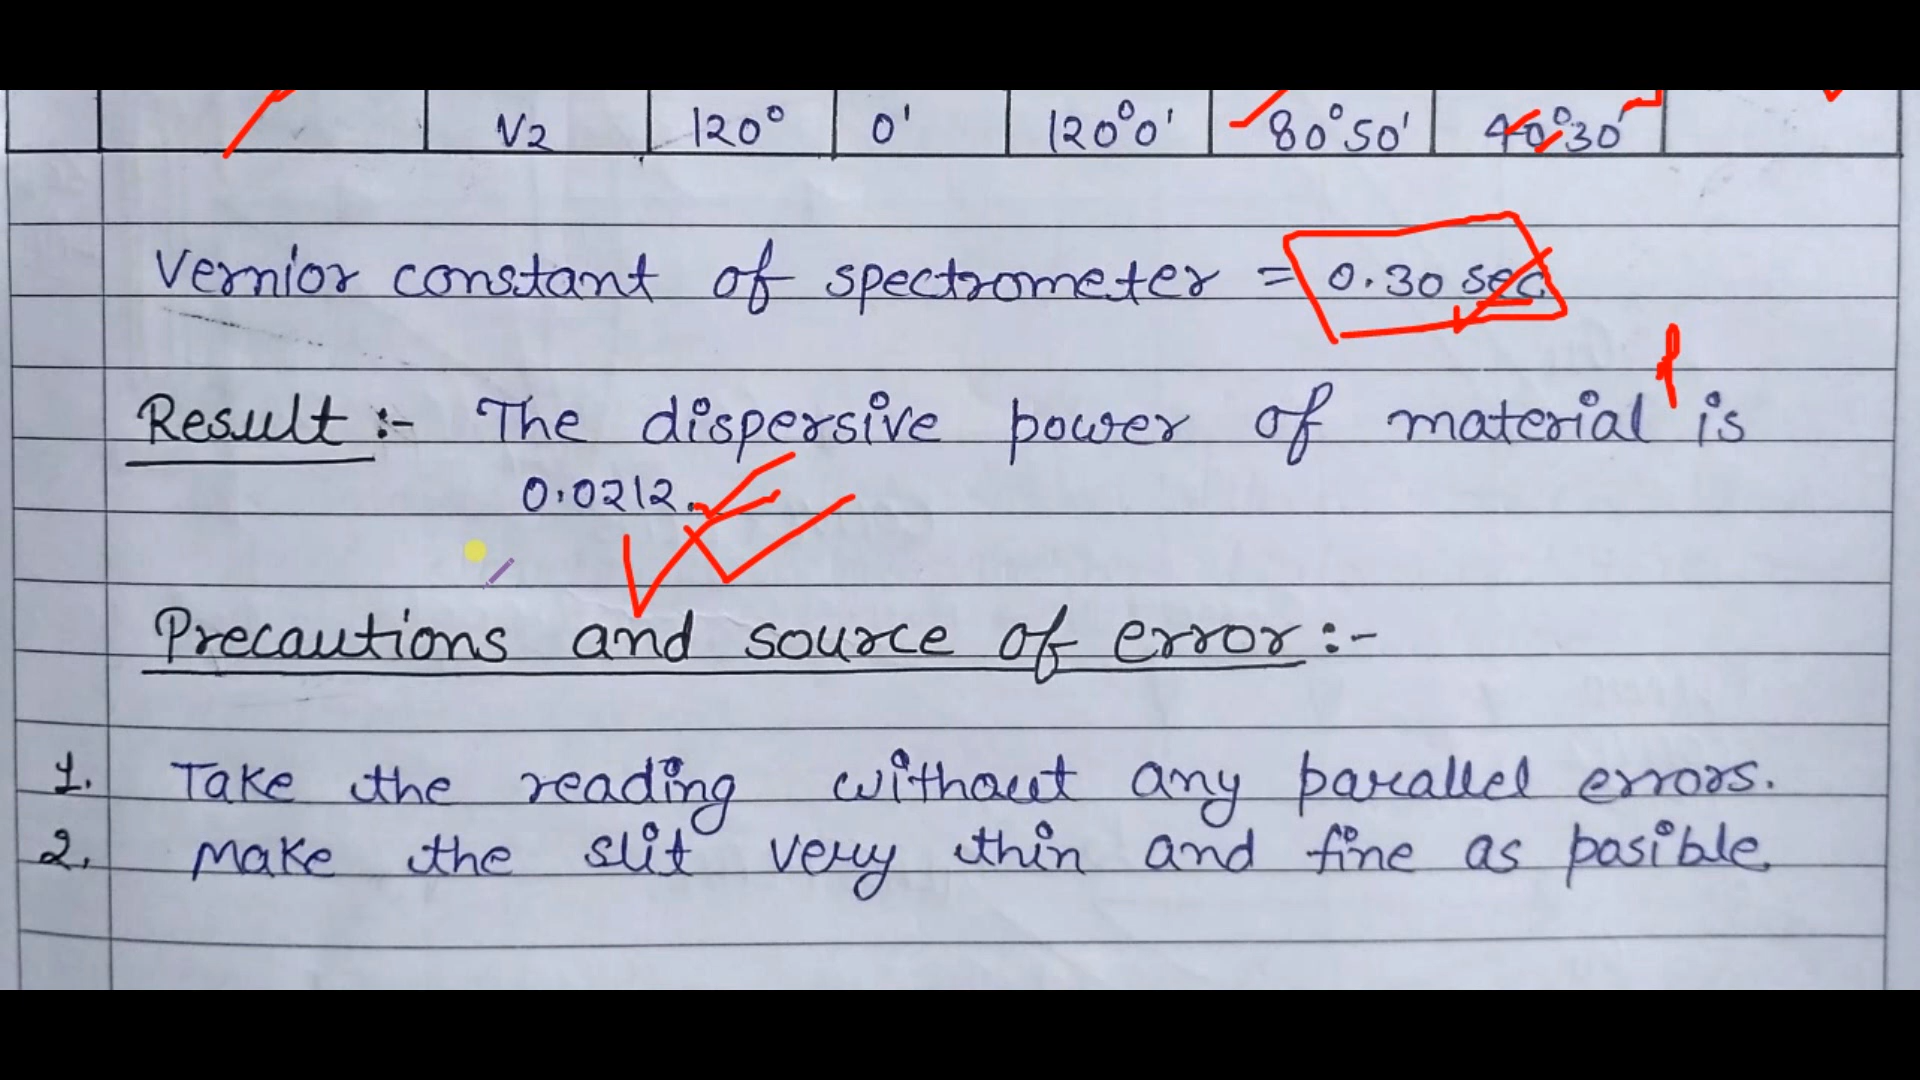 V2 120° 0' 120°0' 80°50' 40°30'
Vernior constant of spectrometer = 0.30 sec
Result :- The dispersive power of material is
0.0212.
Precautions and source of error :-
1. Take the reading without any parallel errors.
2. Make the slit very thin and fine as posible.